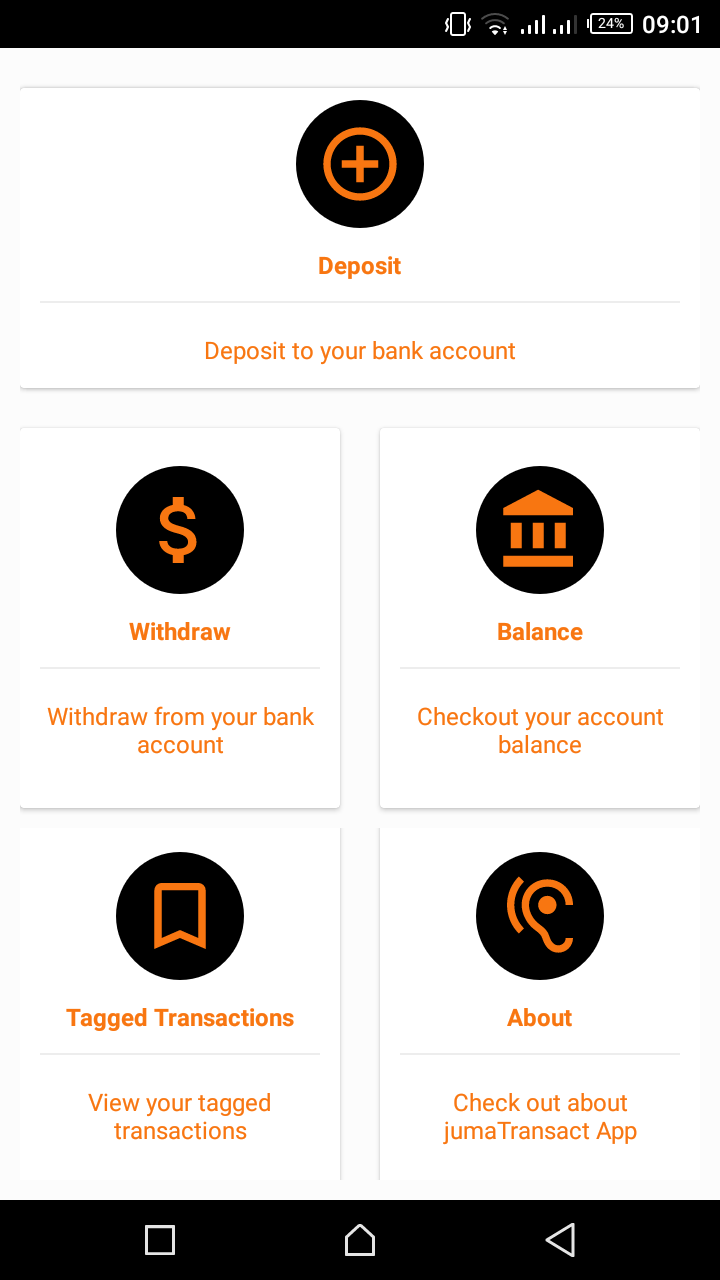 24% 09:01
Deposit
Deposit to your bank account
Withdraw
Withdraw from your bank
account
Balance
Checkout your account
balance
Tagged Transactions
View your tagged
transactions
About
Check out about
jumaTransact App